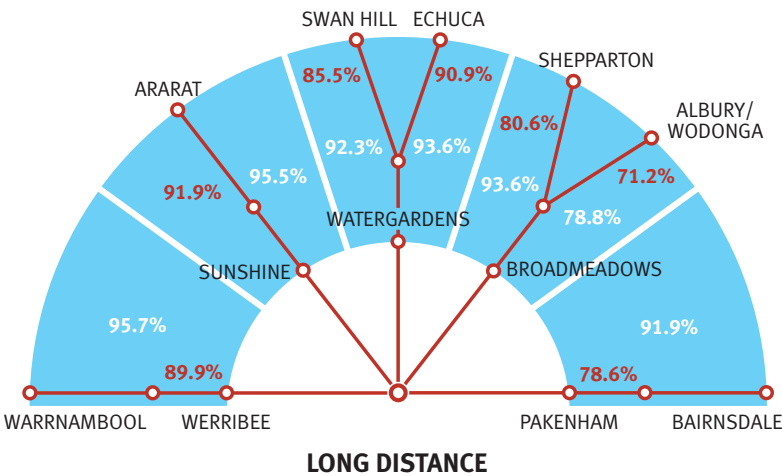 SWAN HILL
ECHUCA
SHEPPARTON
ARARAT
ALBURY/
WODONGA
85.5%
90.9%
80.6%
92.3%
93.6%
95.5%
91.9%
93.6%
71.2%
78.8%
WATERGARDENS
SUNSHINE
BROADMEADOWS
95.7%
91.9%
89.9%
78.6%
WARRNAMBOOL
WERRIBEE
PAKENHAM
BAIRNSDALE
LONG DISTANCE